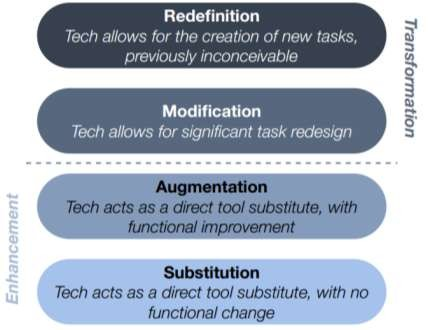 Redefinition
Tech allows for the creation of new tasks,
previously inconceivable
Transformation
Modification
Tech allows for significant task redesign
Enhancement
Augmentation
Tech acts as a direct tool substitute, with
functional improvement
Substitution
Tech acts as a direct tool substitute, with no
functional change